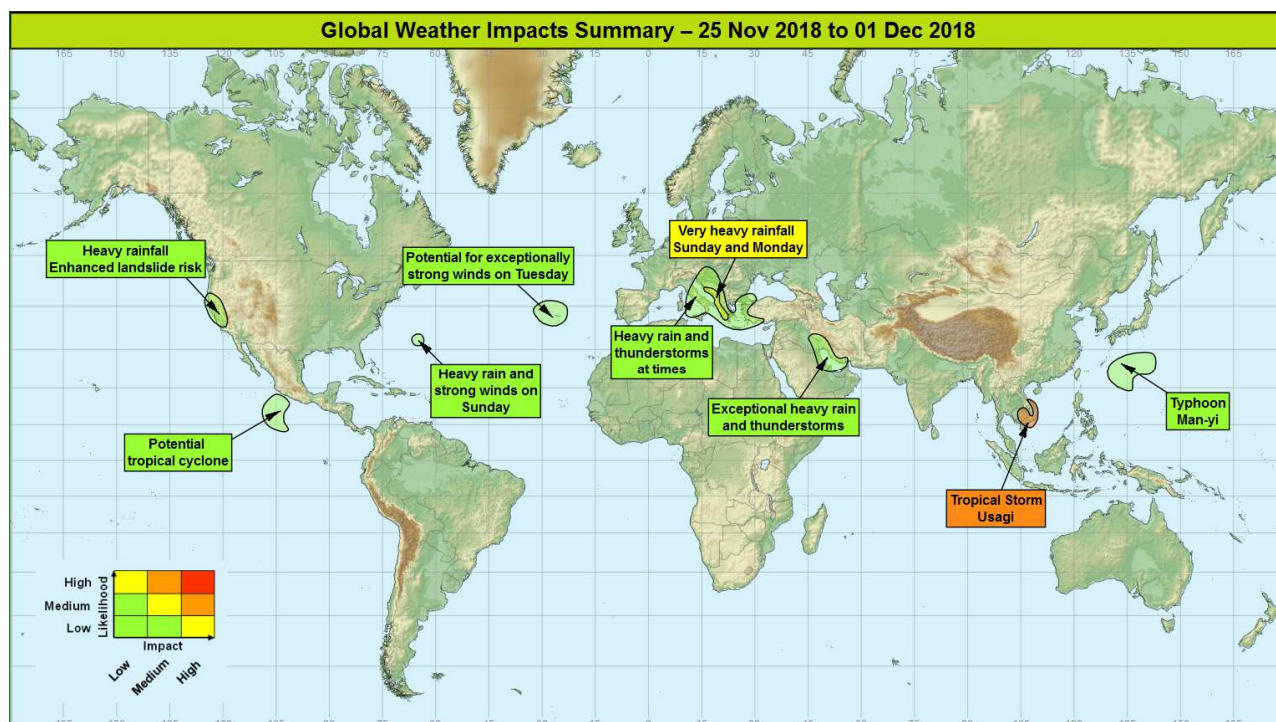 Global Weather Impacts Summary – 25 Nov 2018 to 01 Dec 2018
165 135 120 75 60 45 30 15 0 15 30 45 60 75 90 105 120 135 150 165
Very heavy rainfall
Sunday and Monday
Heavy rainfall
Enhanced landslide risk
Potential for exceptionally
strong winds on Tuesday
Heavy rain and
thunderstorms
at times
Heavy rain and
strong winds on
Sunday
Exceptional heavy rain
and thunderstorms
Typhoon
Man-yi
Potential
tropical cyclone
Tropical Storm
Usagi
High
Medium
Low
Likelihood
Impact
Low
Medium
High